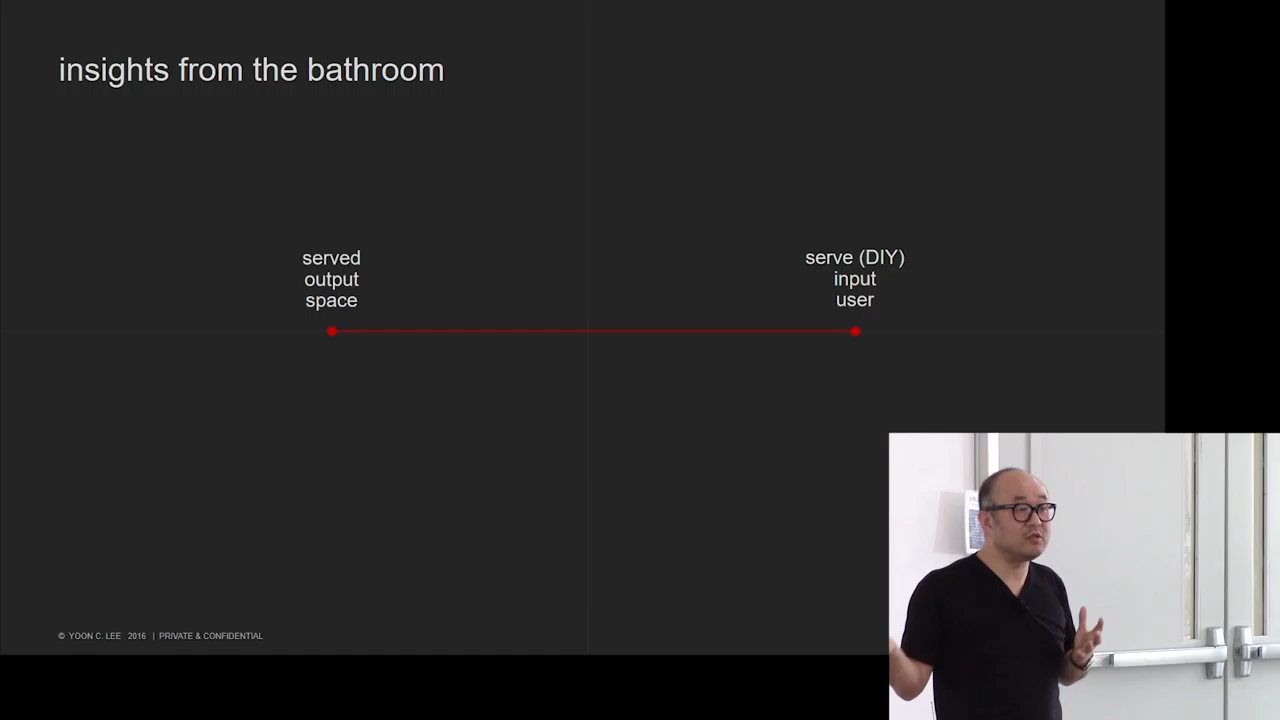 insights from the bathroom
served
output
space
serve (DIY)
input
user
© YOON C. LEE 2016 | PRIVATE & CONFIDENTIAL